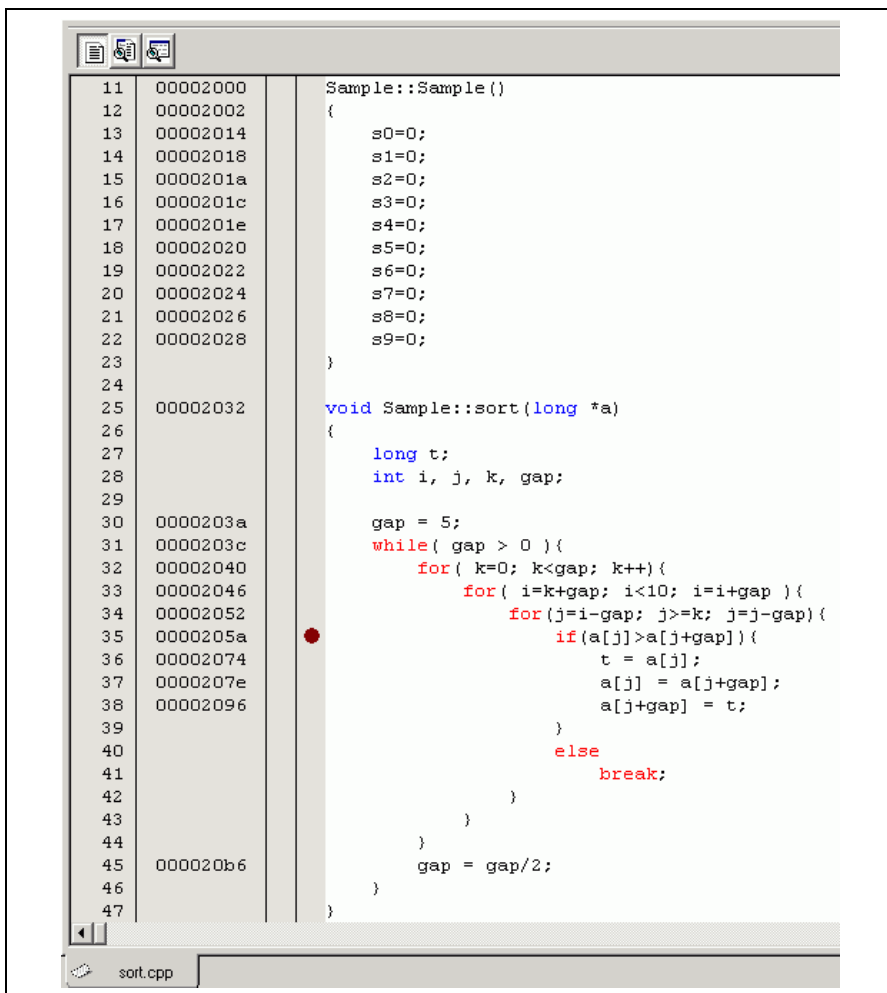 11 00002000 Sample::Sample()
12 00002002 {
13 00002014 s0=0;
14 00002018 s1=0;
15 0000201a s2=0;
16 0000201c s3=0;
17 0000201e s4=0;
18 00002020 s5=0;
19 00002022 s6=0;
20 00002024 s7=0;
21 00002026 s8=0;
22 00002028 s9=0;
23 }
24
25 00002032 void Sample::sort(long *a)
26 {
27 long t;
28 int i, j, k, gap;
29
30 0000203a gap = 5;
31 0000203c while( gap > 0 ){
32 00002040 for( k=0; k<gap; k++){
33 00002046 for( i=k+gap; i<10; i=i+gap ){
34 00002052 for(j=i-gap; j>=k; j=j-gap){
35 0000205a if(a[j]>a[j+gap]){
36 00002074 t = a[j];
37 0000207e a[j] = a[j+gap];
38 00002096 a[j+gap] = t;
39 }
40 else
41 break;
42 }
43 }
44 }
45 000020b6 gap = gap/2;
46 }
47 }
sort.cpp